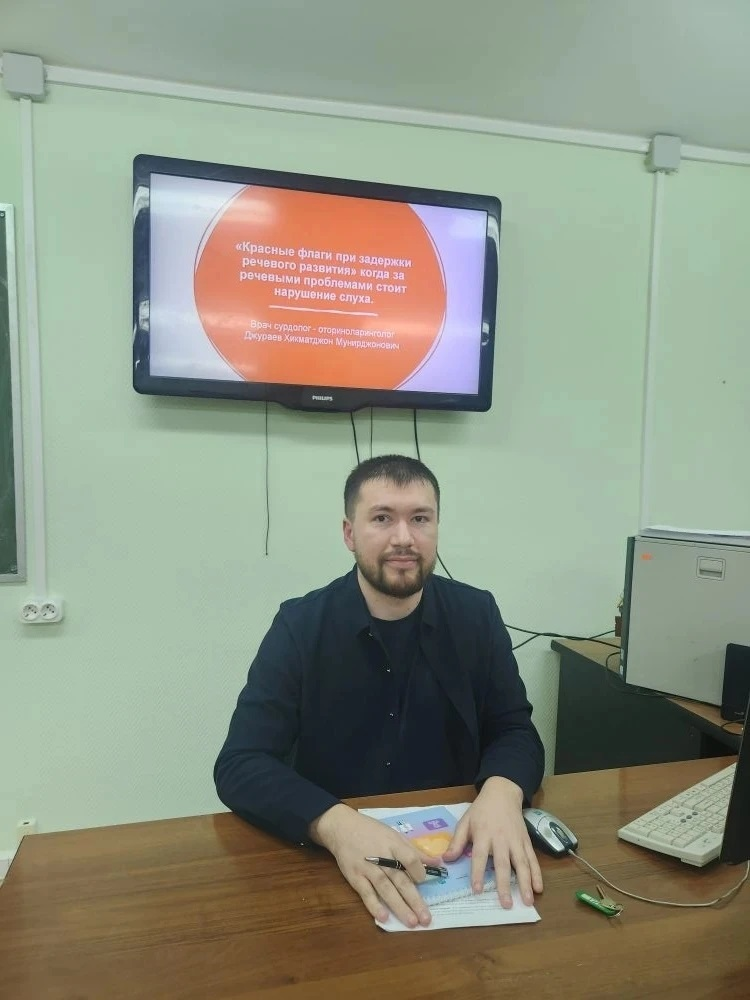 «Красные флаги при задержки
речевого развития» когда за
речевыми проблемами стоит
нарушение слуха.
Врач сурдолог - оториноларинголог
Джураев Хикматджон Мунирджонович
PHILIPS